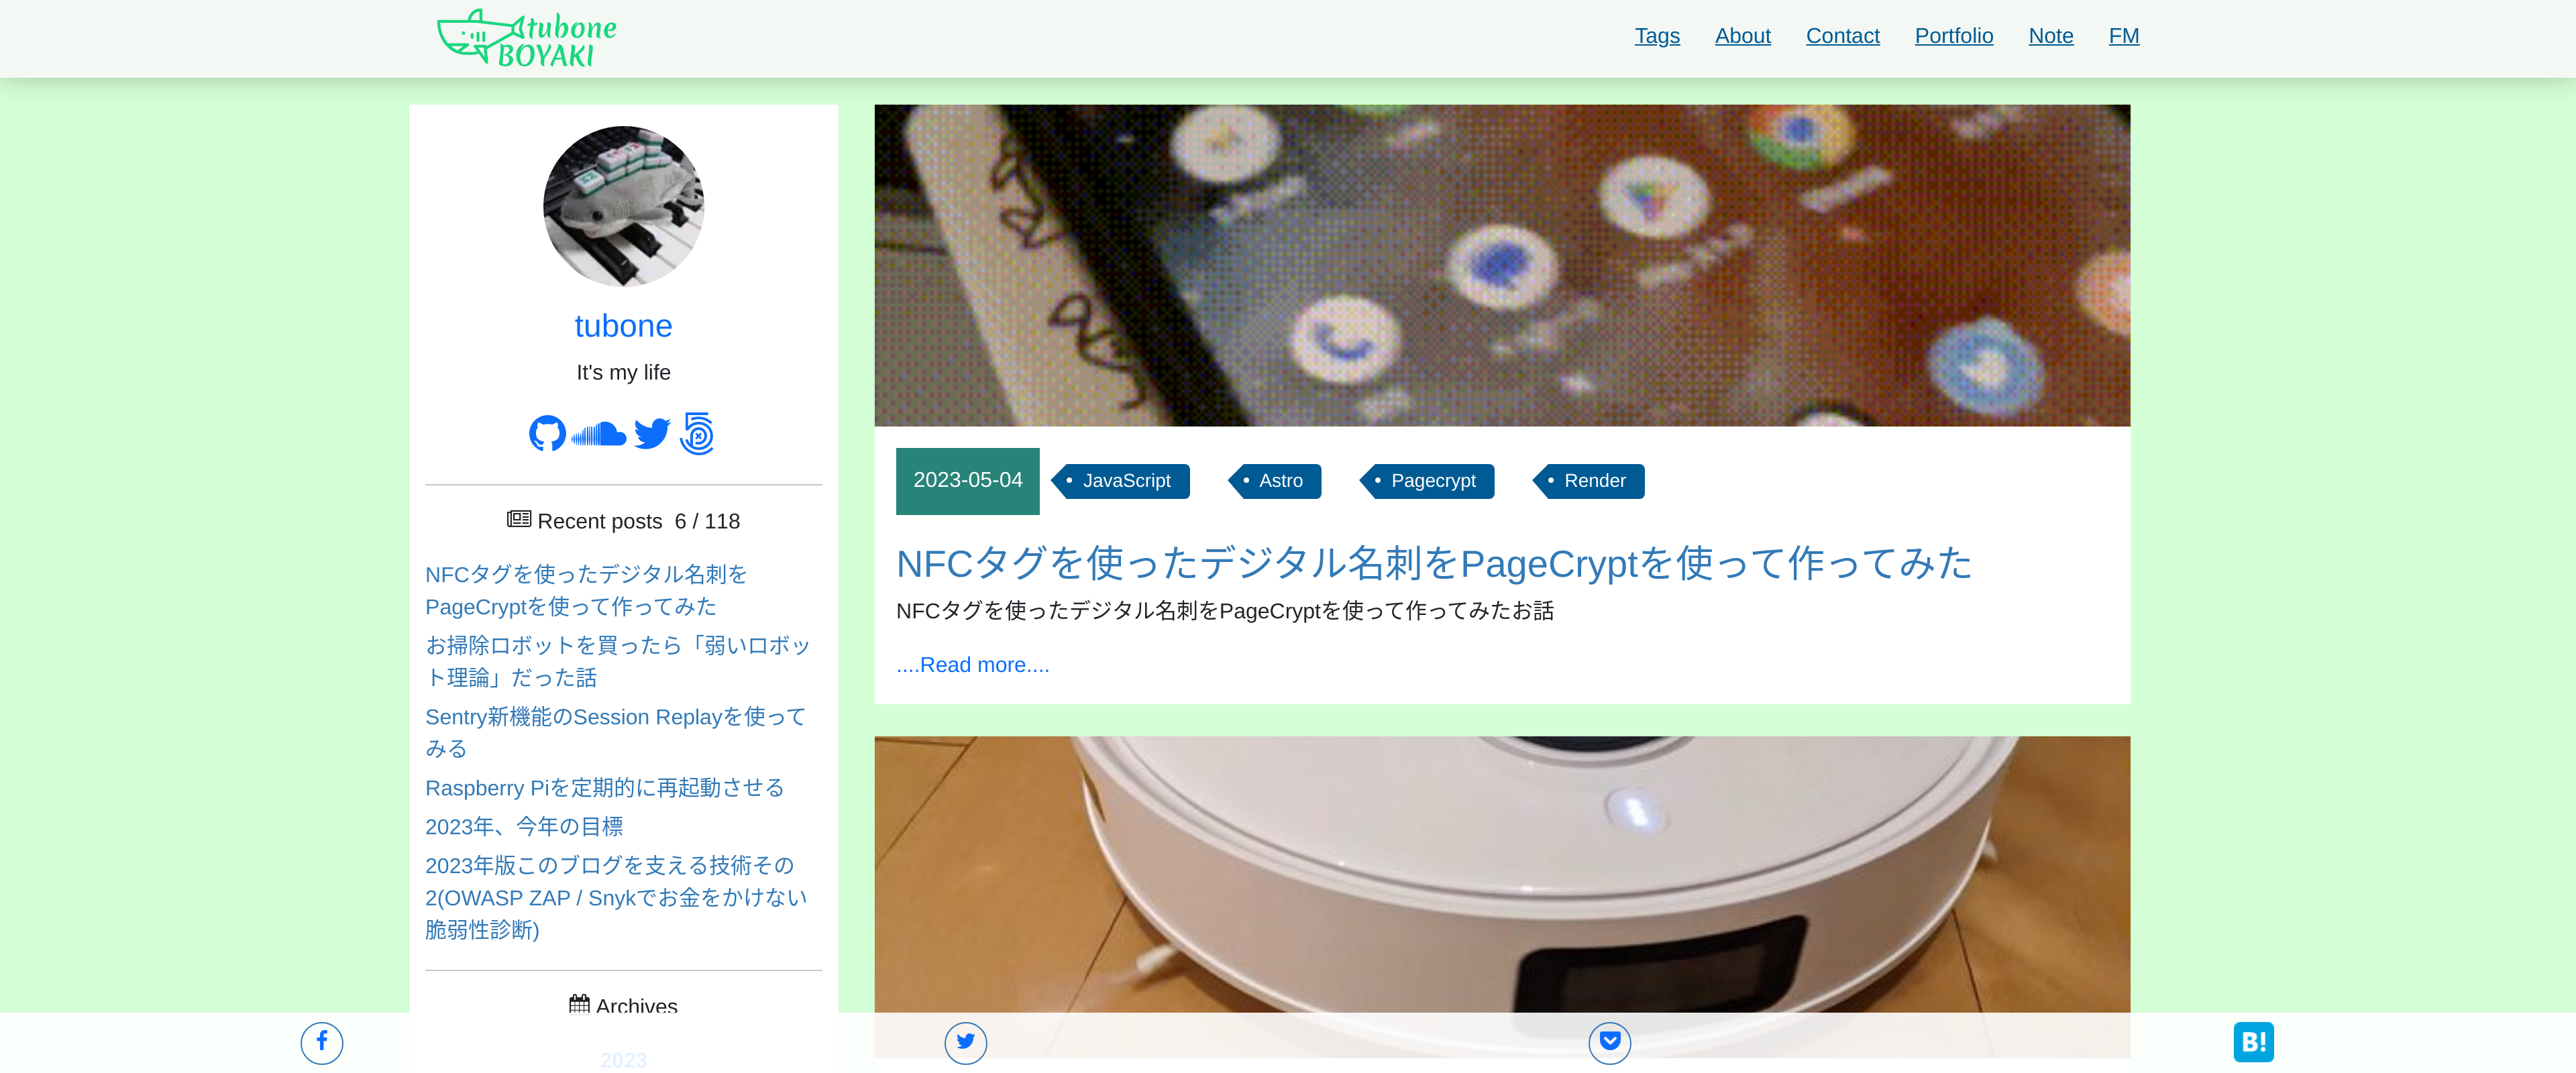 tubone
BOYAKI
Tags About Contact Portfolio Note FM
tubone
It's my life
Recent posts 6 / 118
NFCタグを使ったデジタル名刺を
PageCryptを使って作ってみた
お掃除ロボットを買ったら「弱いロボッ
ト理論」だった話
Sentry新機能のSession Replayを使って
みる
Raspberry Piを定期的に再起動させる
2023年、今年の目標
2023年版このブログを支える技術その
2(OWASP ZAP / Snykでお金をかけない
脆弱性診断)
Archives
2023
2023-05-04 JavaScript Astro Pagecrypt Render
NFCタグを使ったデジタル名刺をPageCryptを使って作ってみた
NFCタグを使ったデジタル名刺をPageCryptを使って作ってみたお話
....Read more....
B!